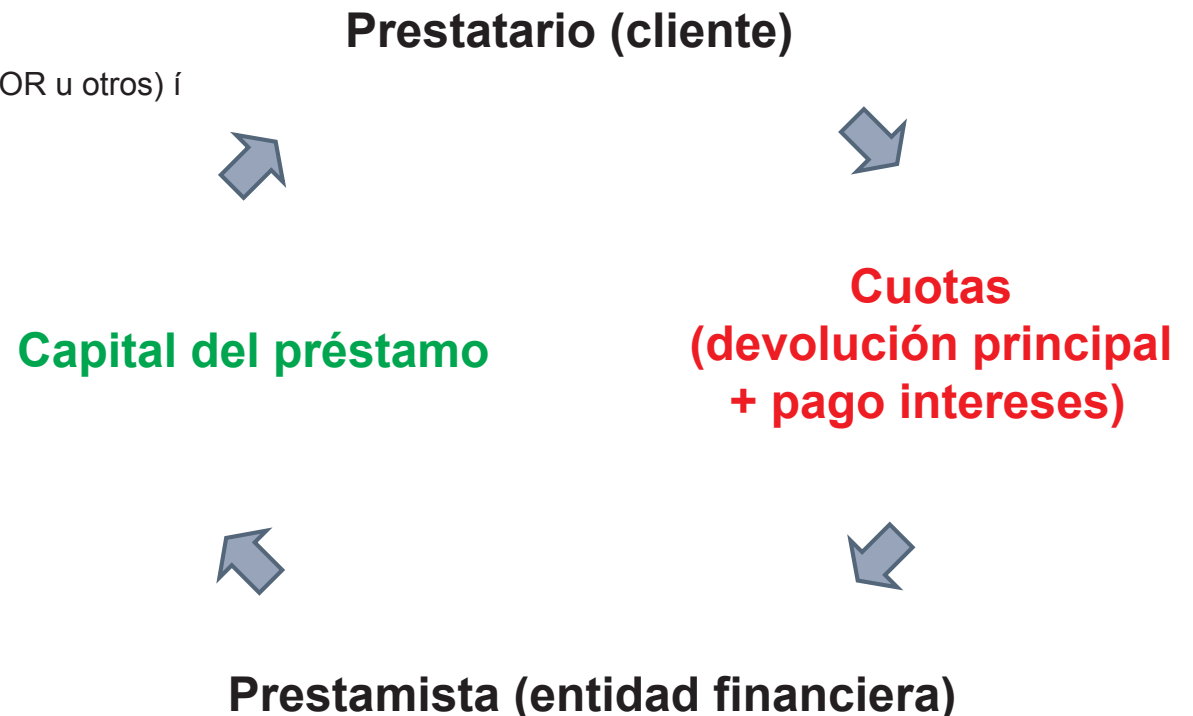 Prestatario (cliente)
OR u otros) í
Capital del préstamo
Cuotas
(devolución principal
+ pago intereses)
Prestamista (entidad financiera)